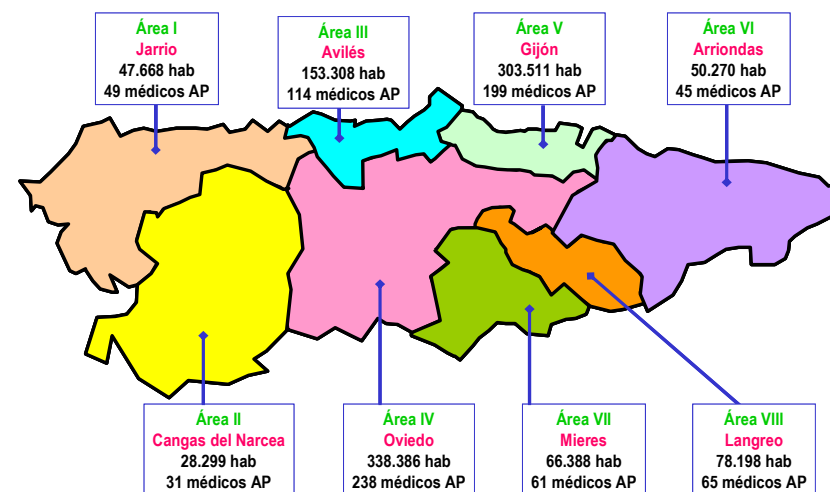 Área I
Jarrio
47.668 hab
49 médicos AP
Área III
Avilés
153.308 hab
114 médicos AP
Área V
Gijón
303.511 hab
199 médicos AP
Área VI
Arriondas
50.270 hab
45 médicos AP
Área II
Cangas del Narcea
28.299 hab
31 médicos AP
Área IV
Oviedo
338.386 hab
238 médicos AP
Área VII
Mieres
66.388 hab
61 médicos AP
Área VIII
Langreo
78.198 hab
65 médicos AP